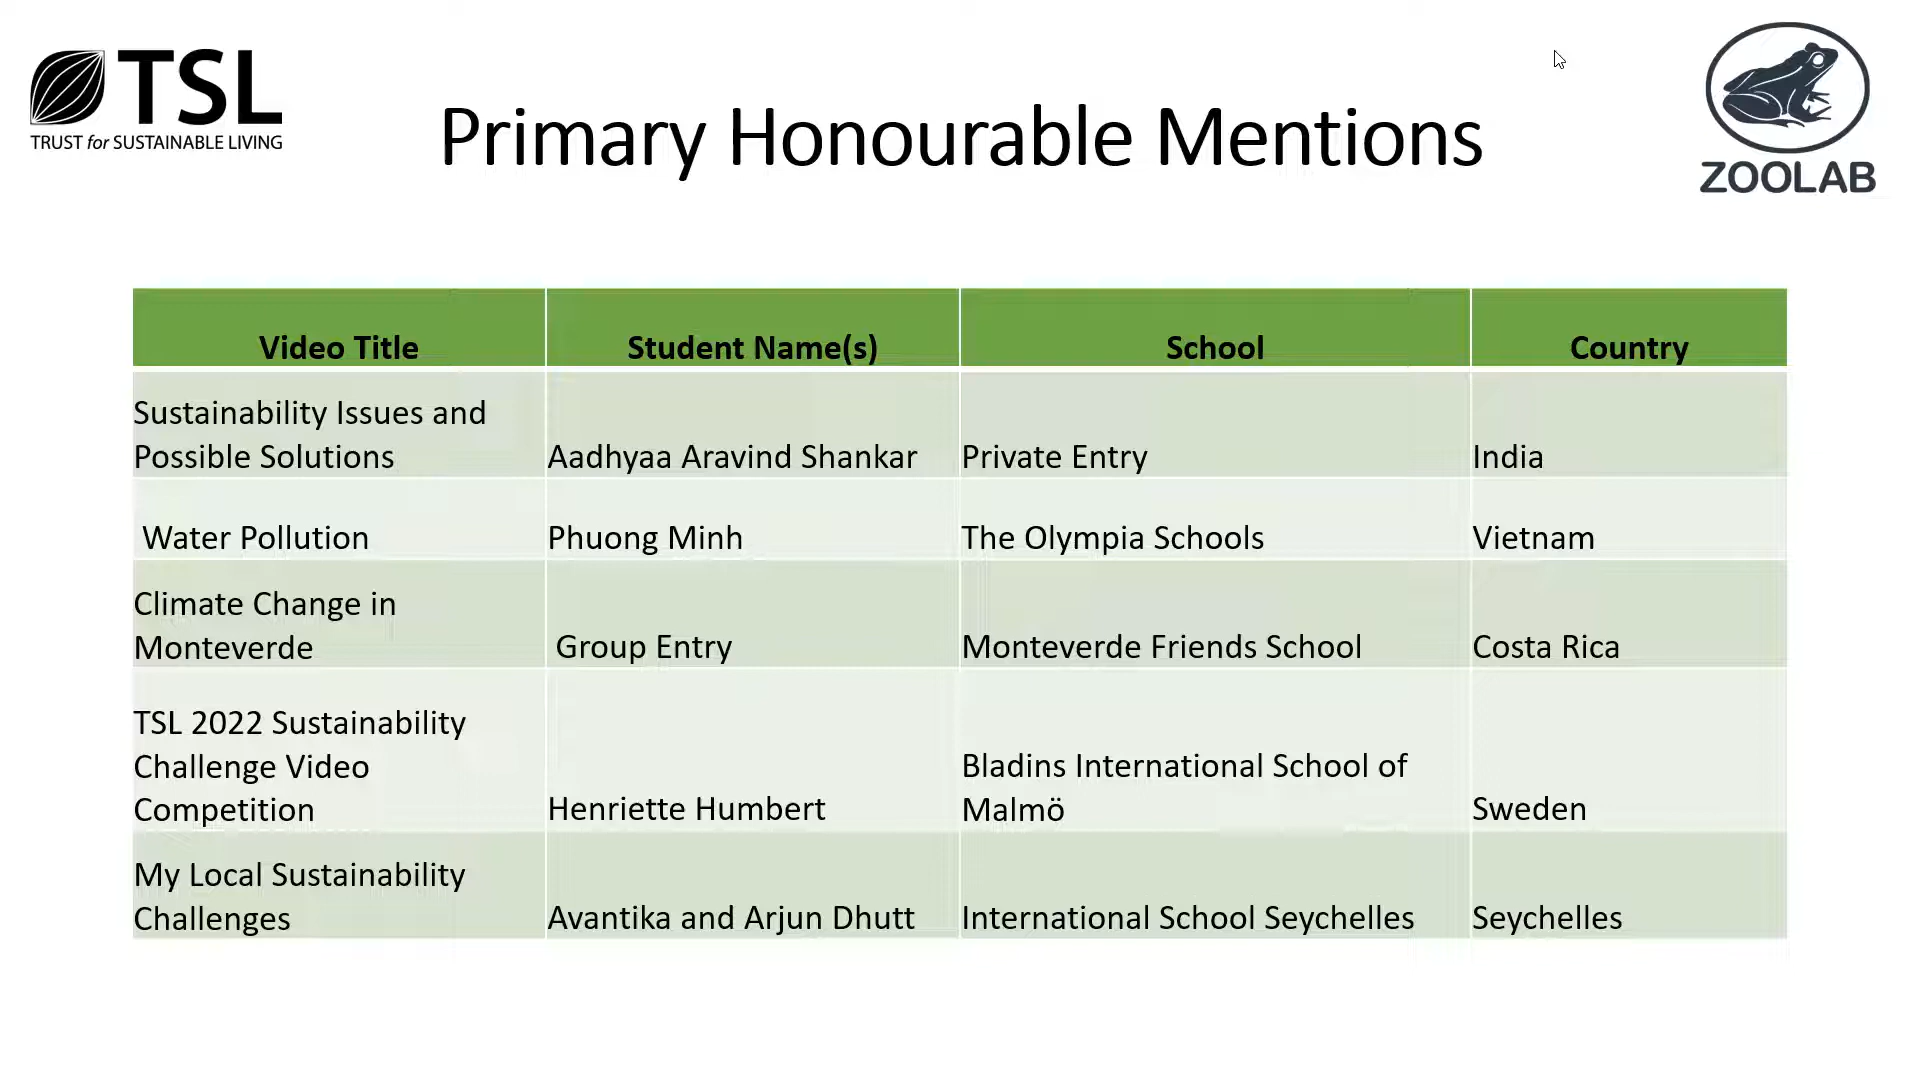 TSL
TRUST for SUSTAINABLE LIVING
Primary Honourable Mentions
ZOOLAB
Video Title
Student Name(s)
School
Country
Sustainability Issues and
Possible Solutions
Aadhyaa Aravind Shankar
Private Entry
India
Water Pollution
Phuong Minh
The Olympia Schools
Vietnam
Climate Change in
Monteverde
Group Entry
Monteverde Friends School
Costa Rica
TSL 2022 Sustainability
Challenge Video
Competition
Henriette Humbert
Bladins International School of
Malmö
Sweden
My Local Sustainability
Challenges
Avantika and Arjun Dhutt
International School Seychelles
Seychelles